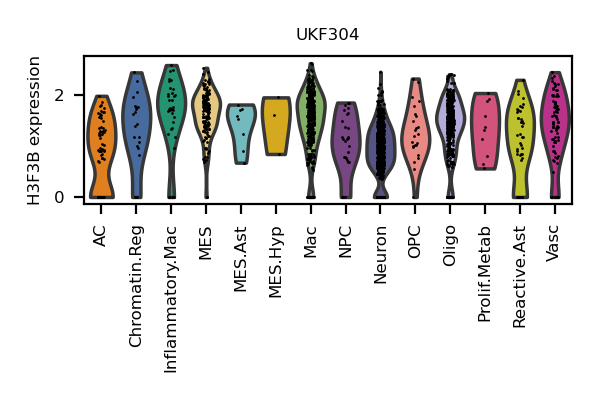 UKF304
H3F3B expression
2
0
AC
Chromatin.Reg
Inflammatory.Mac
MES
MES.Ast
MES.Hyp
Mac
NPC
Neuron
OPC
Oligo
Prolif.Metab
Reactive.Ast
Vasc